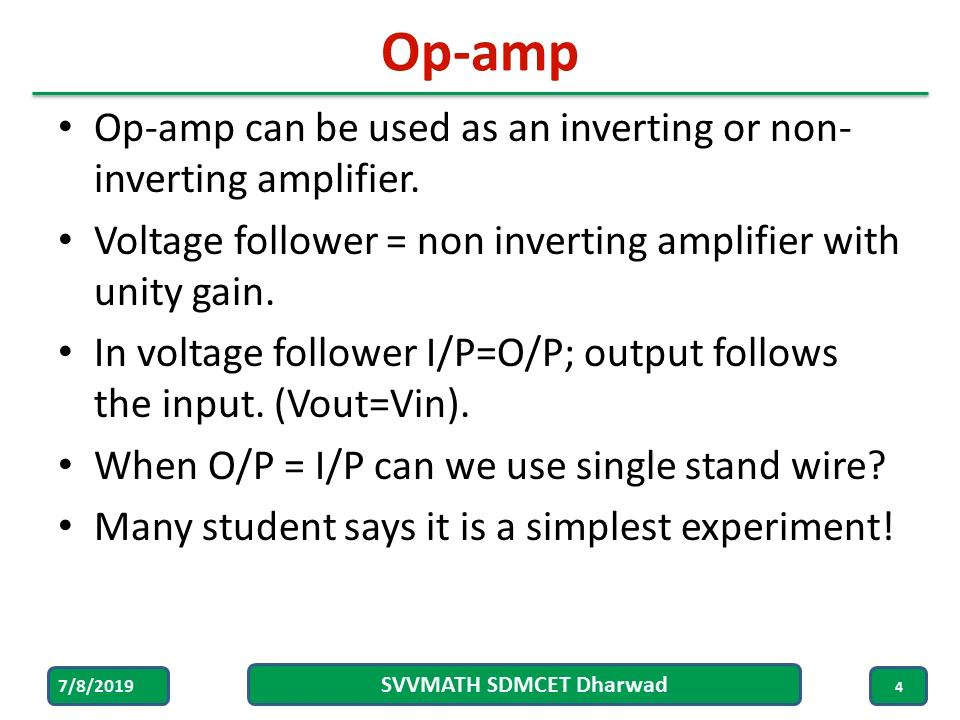 Op-amp
• Op-amp can be used as an inverting or non-
inverting amplifier.
• Voltage follower = non inverting amplifier with
unity gain.
• In voltage follower I/P=O/P; output follows
the input. (Vout=Vin).
• When O/P = I/P can we use single stand wire?
• Many student says it is a simplest experiment!
7/8/2019
SVVMATH SDMCET Dharwad
4